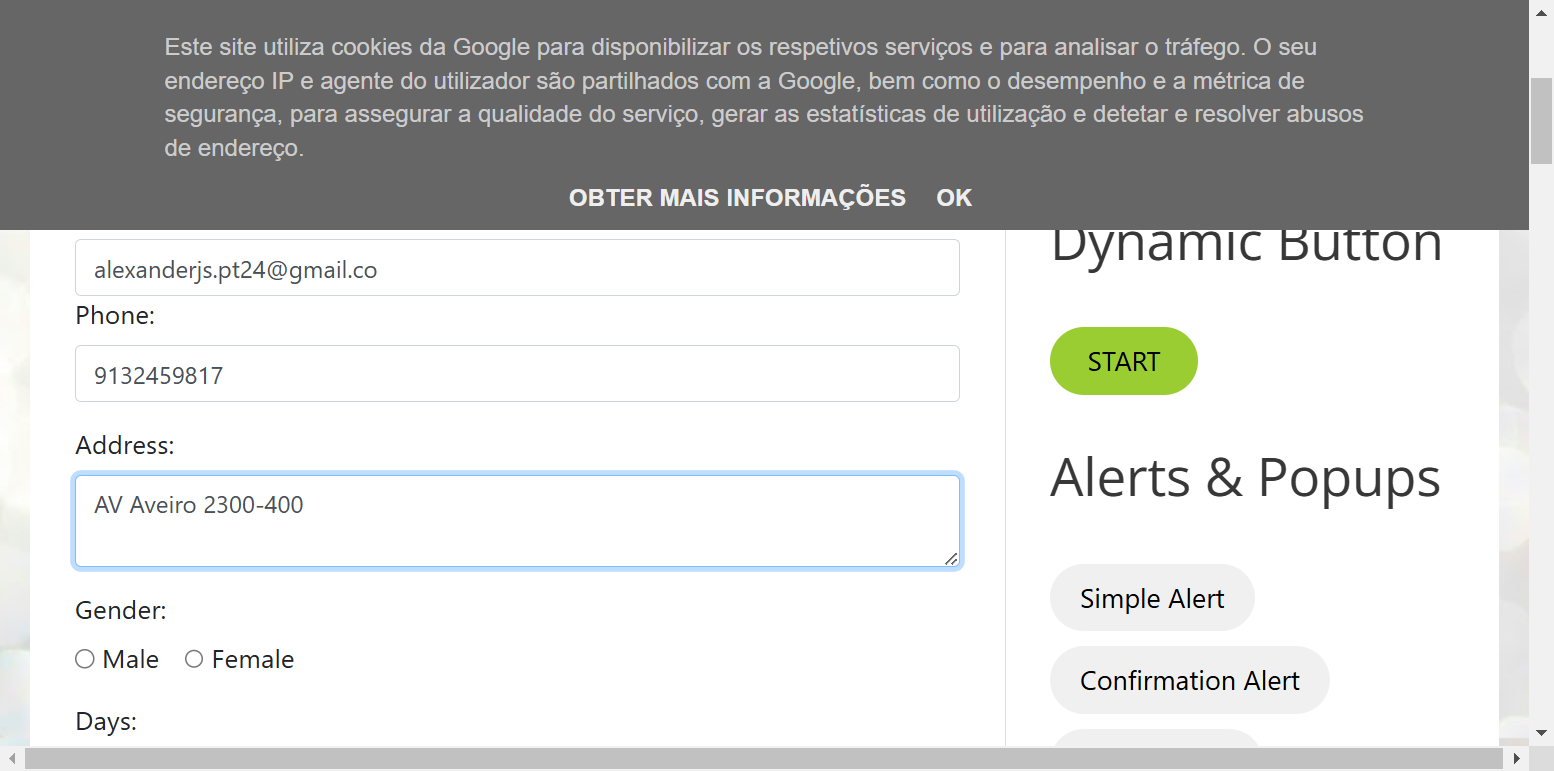 Este site utiliza cookies da Google para disponibilizar os respetivos serviços e para analisar o tráfego. O seu
endereço IP e agente do utilizador são partilhados com a Google, bem como o desempenho e a métrica de
segurança, para assegurar a qualidade do serviço, gerar as estatísticas de utilização e detetar e resolver abusos
de endereço.
OBTER MAIS INFORMAÇÕES OK
alexanderjs.pt24@gmail.co
Phone:
9132459817
Address:
AV Aveiro 2300-400
Gender:
Male Female
Days:
Dynamic Button
START
Alerts & Popups
Simple Alert
Confirmation Alert